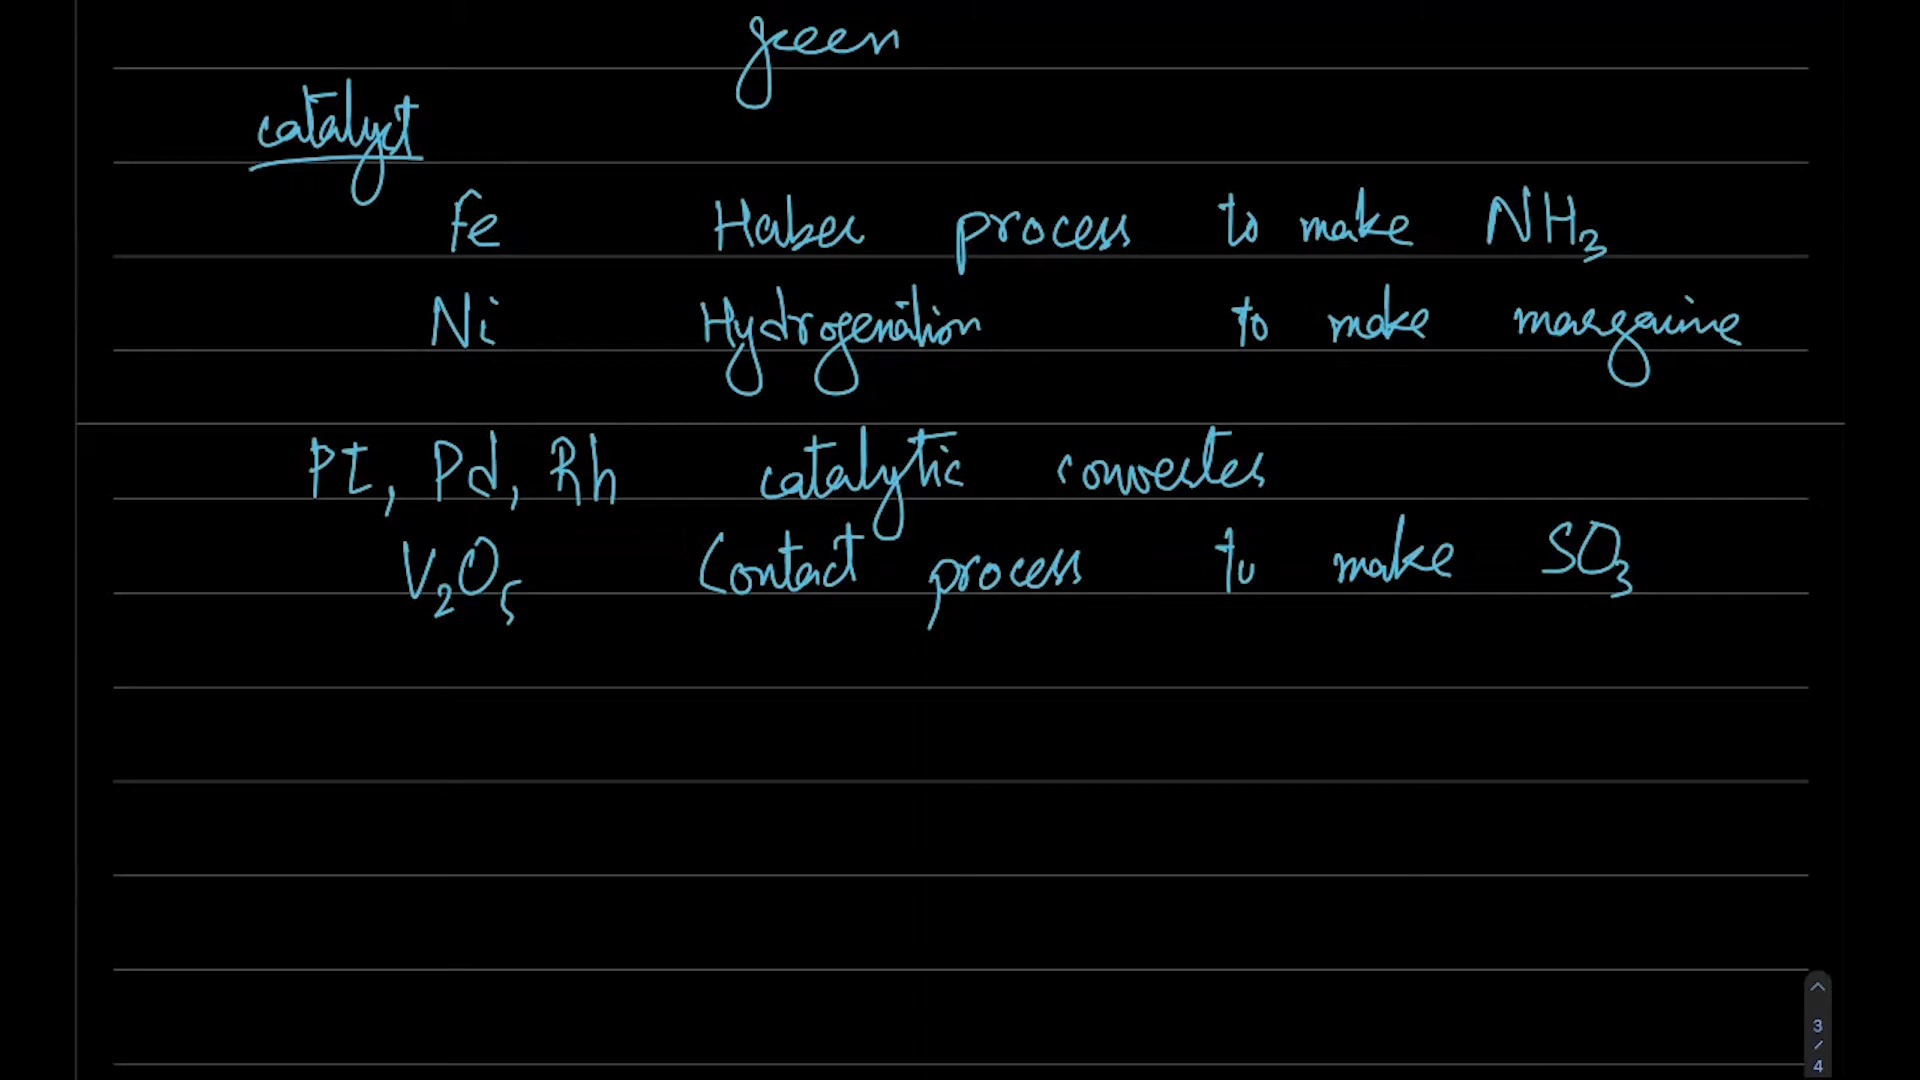 green
catalyst
Fe Haber process to make NH₃
Ni Hydrogenation to make margarine
Pt, Pd, Rh catalytic converter
V₂O₅ Contact process to make SO₃
3
/
4